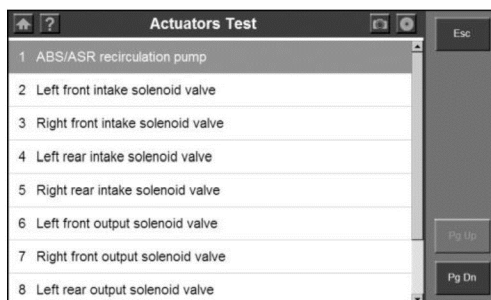 ? Actuators Test
Esc
1 ABS/ASR recirculation pump
2 Left front intake solenoid valve
3 Right front intake solenoid valve
4 Left rear intake solenoid valve
5 Right rear intake solenoid valve
6 Left front output solenoid valve
Pg Up
7 Right front output solenoid valve
Pg Dn
8 Left rear output solenoid valve